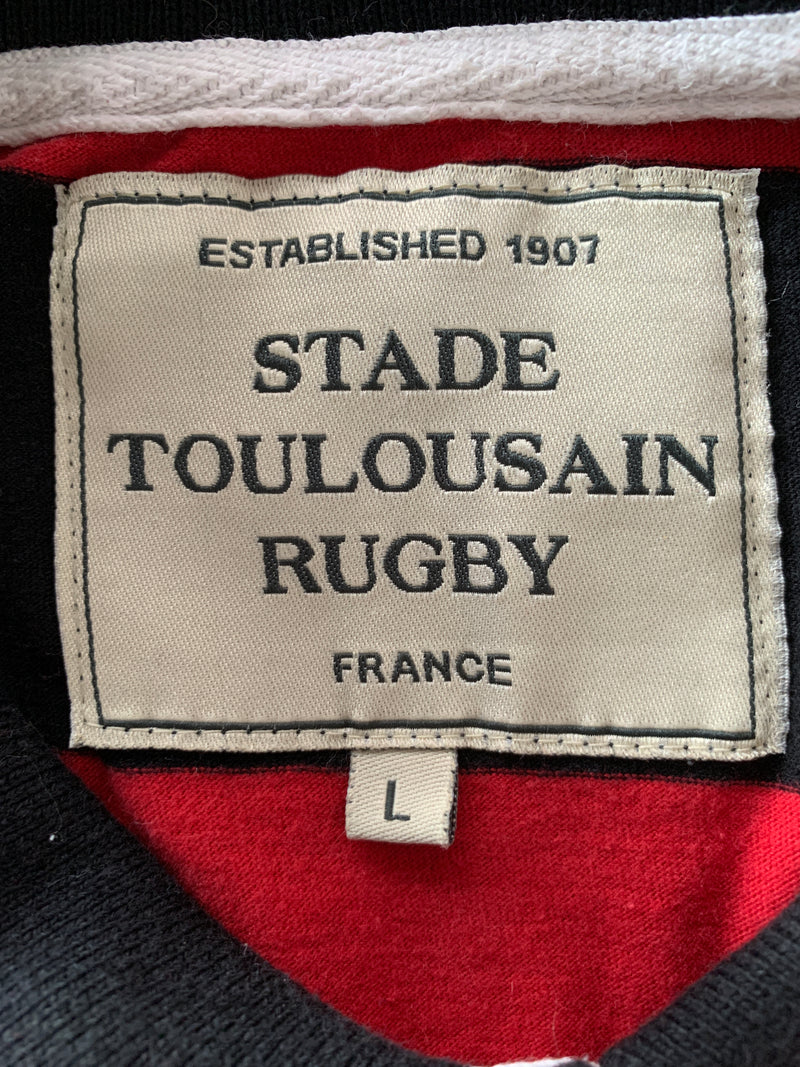 ESTABLISHED 1907
STADE
TOULOUSAIN
RUGBY
FRANCE
L